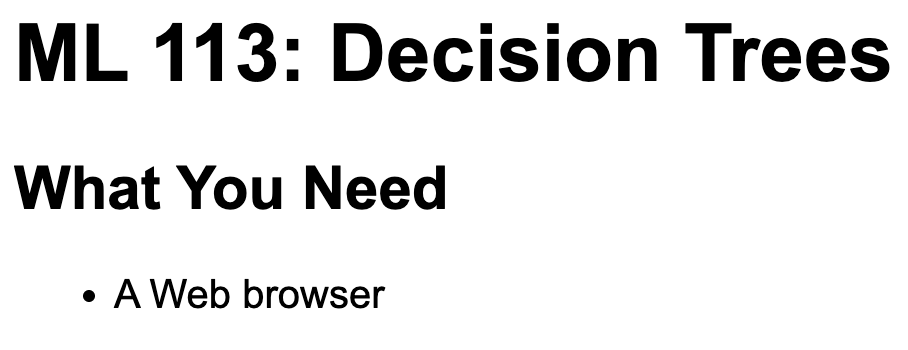 ML 113: Decision Trees
What You Need
• A Web browser